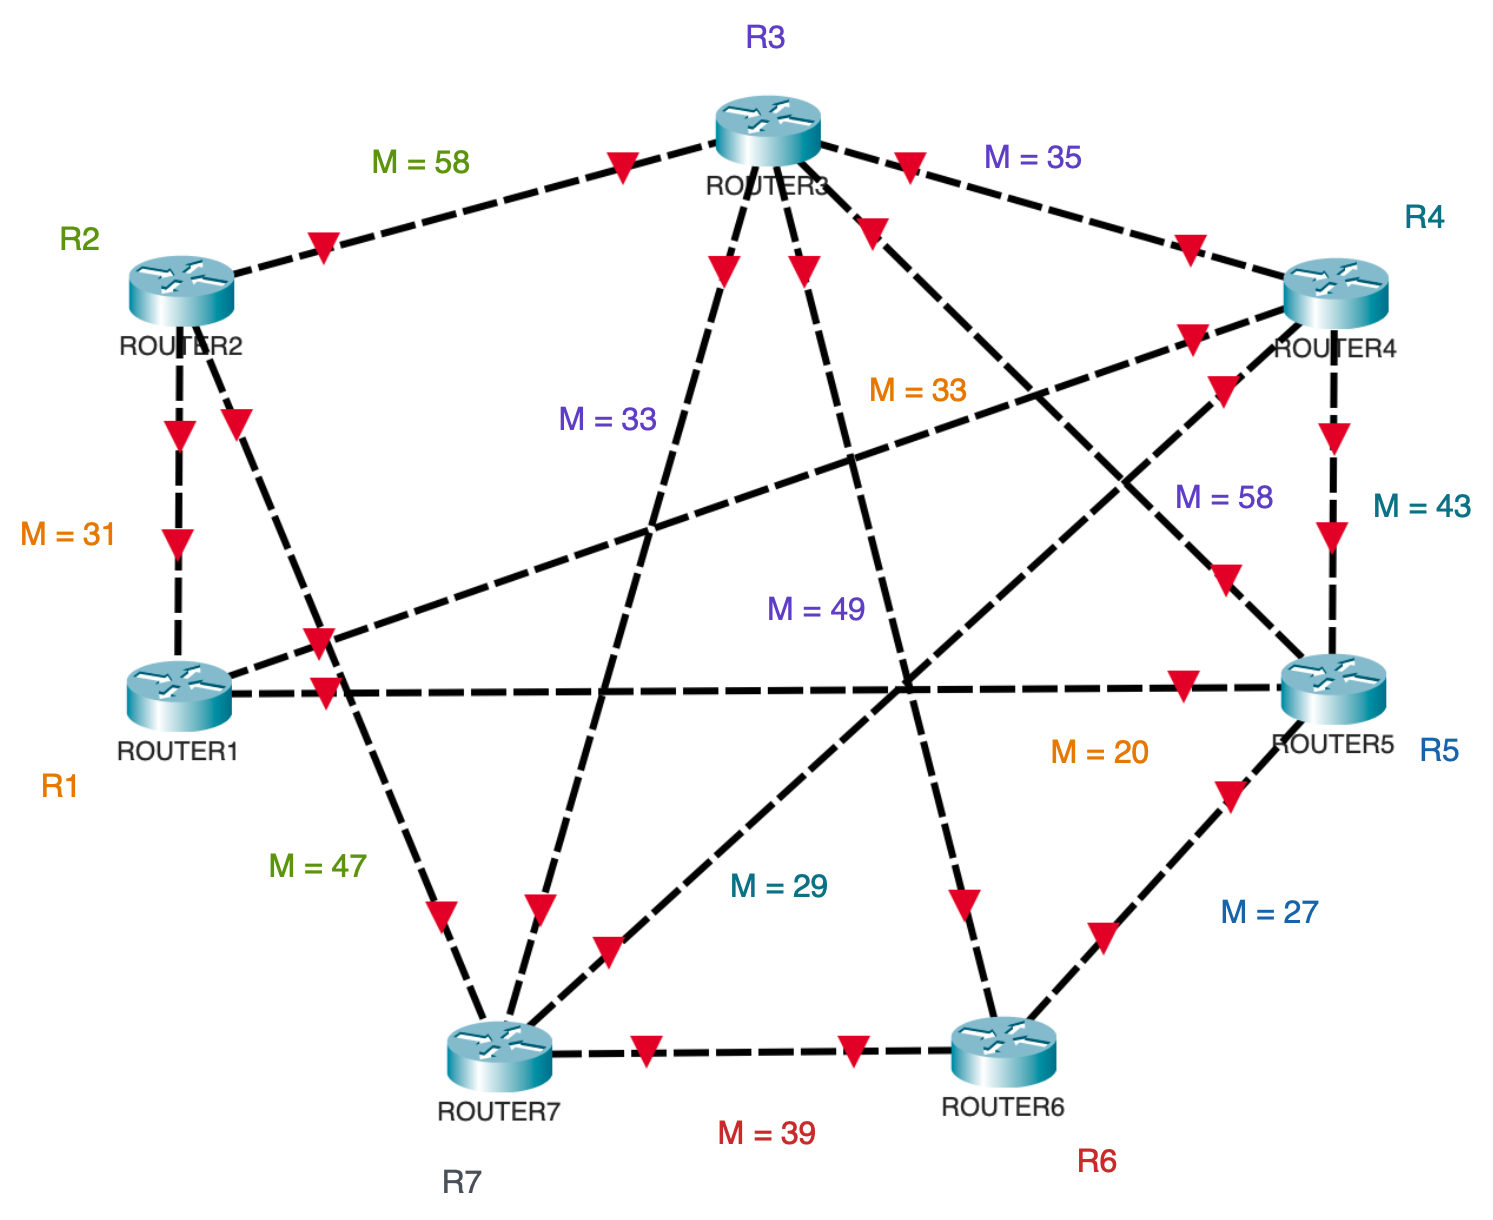 R3
M = 58
ROUTER3
M = 35
R2
R4
ROUTER2
ROUTER4
M = 33
M = 33
M = 58
M = 43
M = 31
M = 49
ROUTER1
ROUTER5
R5
M = 20
R1
M = 47
M = 29
M = 27
ROUTER7
ROUTER6
M = 39
R6
R7